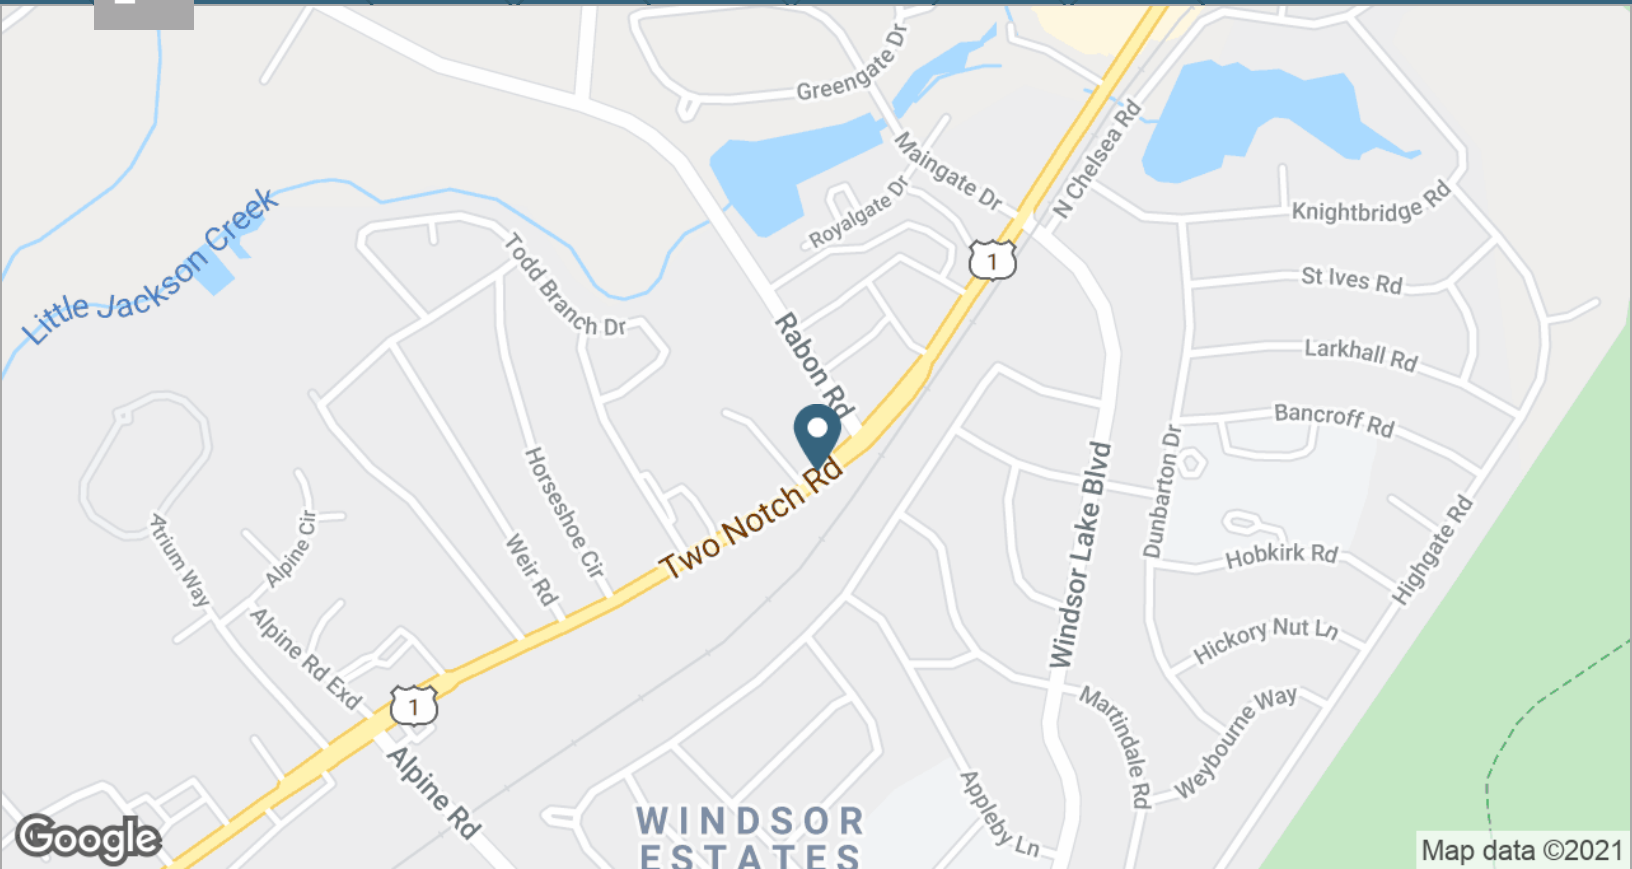 Greengate Dr
Maingate Dr
N Chelsea Rd
Royalgate Dr
Knightbridge Rd
Little Jackson Creek
Todd Branch Dr
1
St Ives Rd
Rabon Rd
Larkhall Rd
Bancroff Rd
Two Notch Rd
Horseshoe Cir
Windsor Lake Blvd
Dunbarton Dr
Atrium Way
Alpine Cir
Weir Rd
Hobkirk Rd
Highgate Rd
Alpine Rd Exd
Hickory Nut Ln
1
Martindale Rd
Weybourne Way
Alpine Rd
Appleby Ln
WINDSOR
ESTATES
Google
Map data ©2021